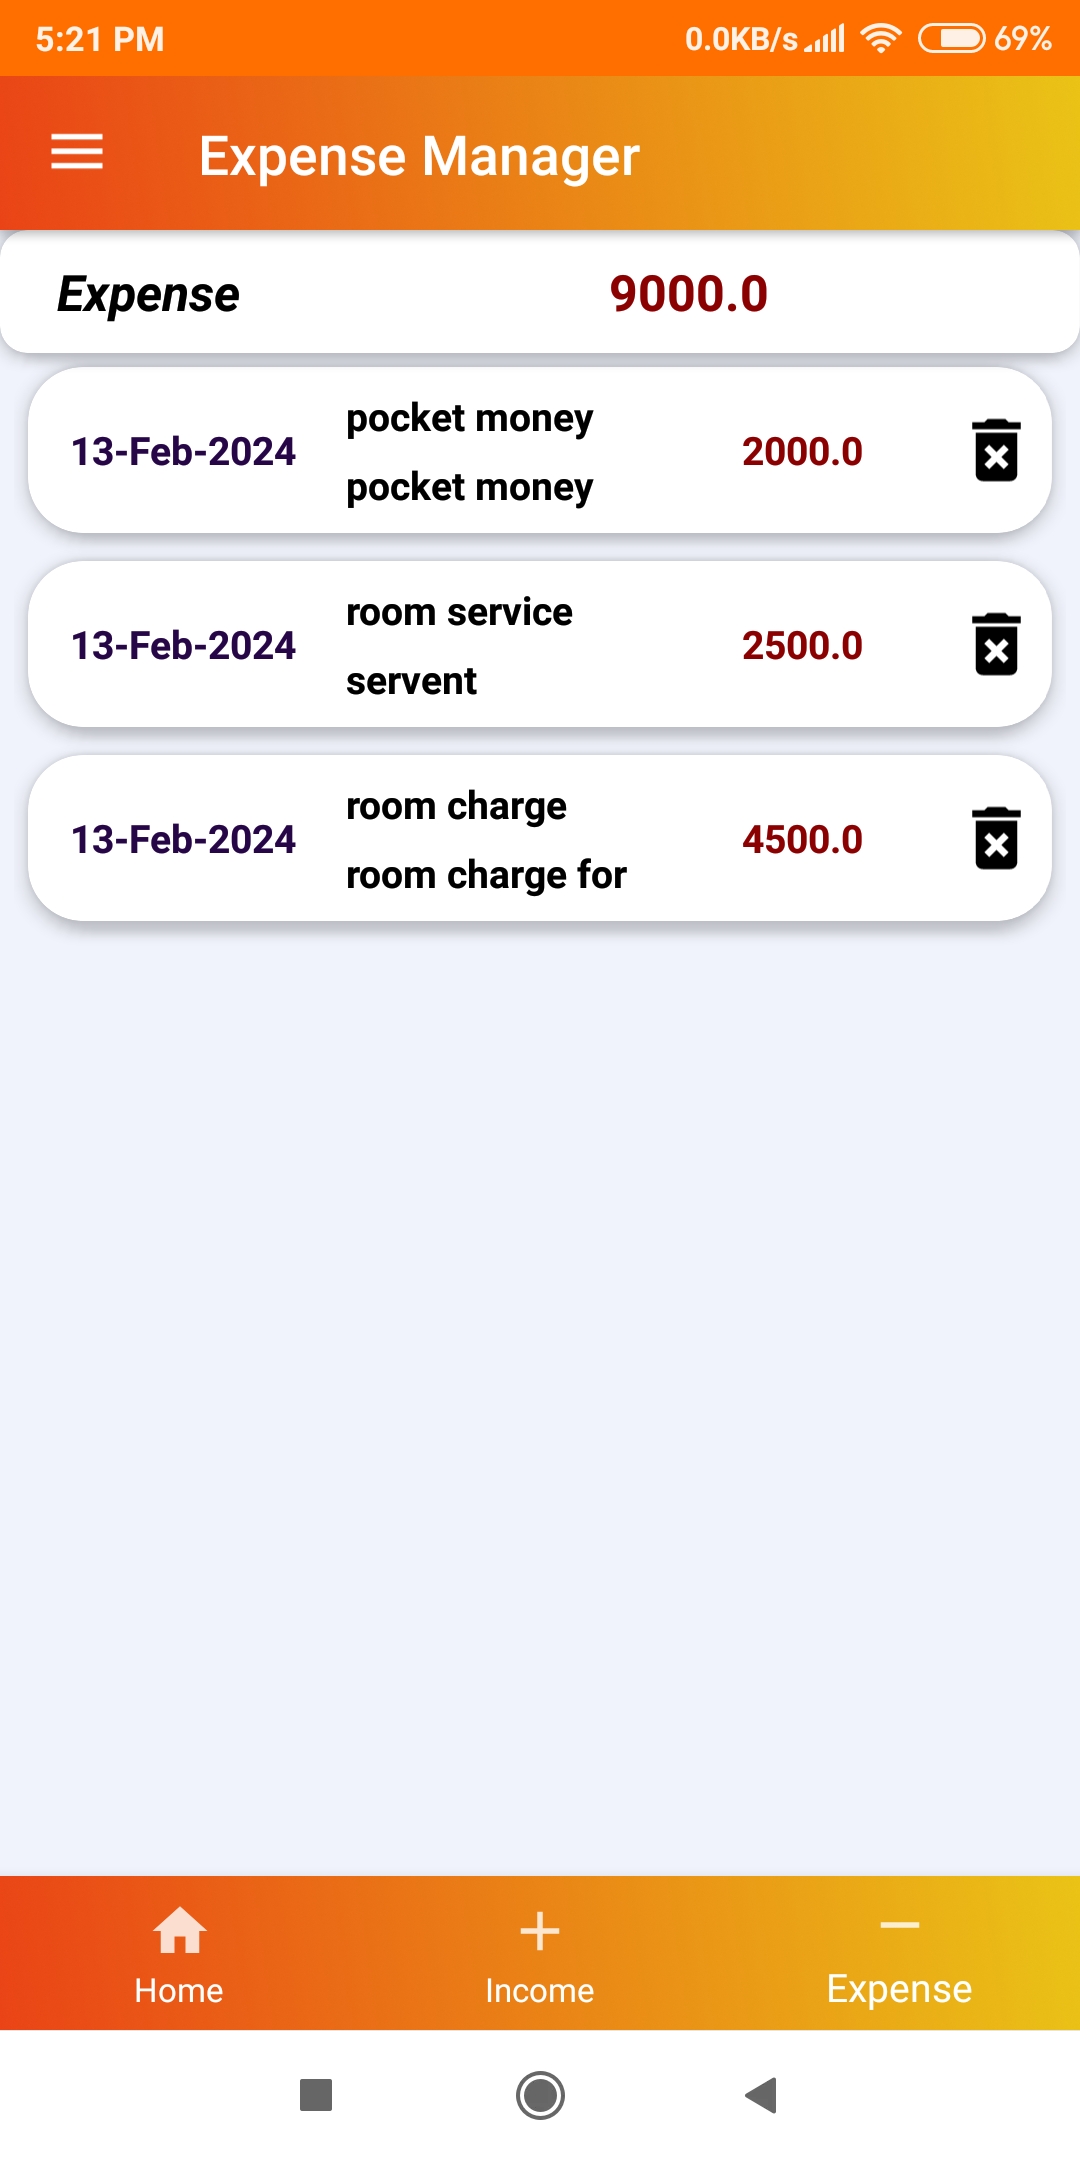 5:21 PM 0.0KB/s 69%
Expense Manager
Expense 9000.0
pocket money
13-Feb-2024 2000.0
pocket money
room service
13-Feb-2024 2500.0
servent
room charge
13-Feb-2024 4500.0
room charge for
Home Income Expense